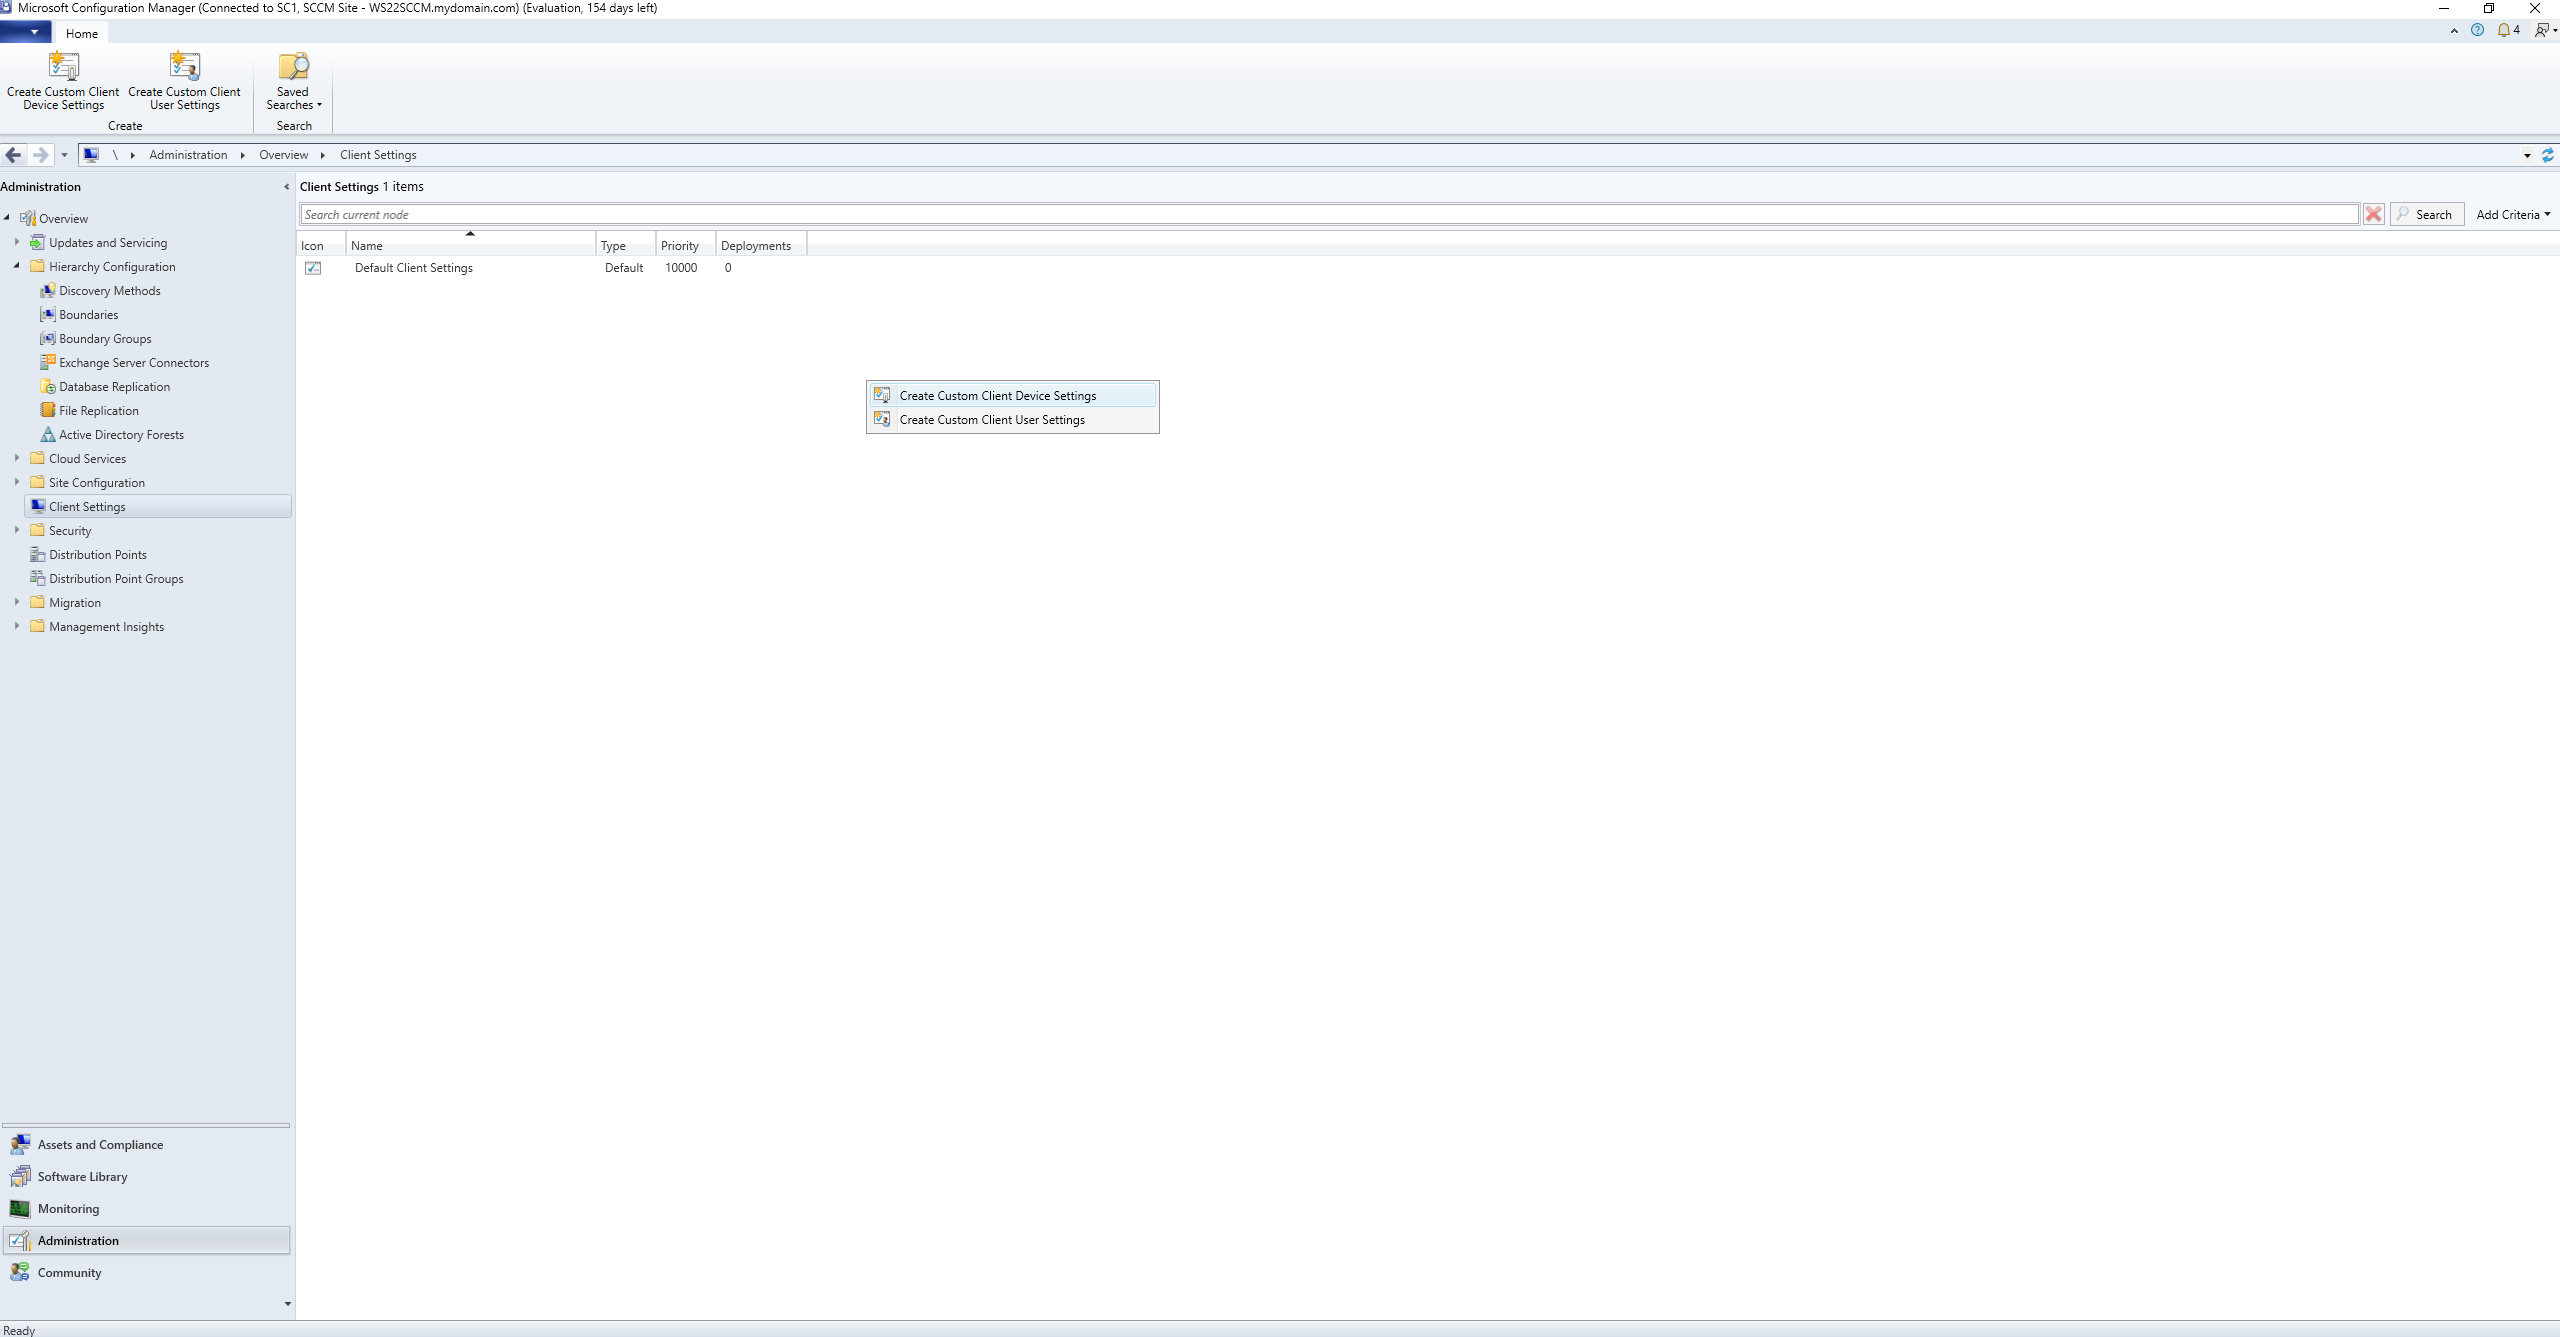 Microsoft Configuration Manager (Connected to SC1, SCCM Site - WS22SCCM.mydomain.com) (Evaluation, 154 days left)
Home
4
Create Custom Client
Device Settings
Create Custom Client
User Settings
Saved
Searches
Create
Search
\ Administration Overview Client Settings
Administration
Overview
Updates and Servicing
Hierarchy Configuration
Discovery Methods
Boundaries
Boundary Groups
Exchange Server Connectors
Database Replication
File Replication
Active Directory Forests
Cloud Services
Site Configuration
Client Settings
Security
Distribution Points
Distribution Point Groups
Migration
Management Insights
Assets and Compliance
Software Library
Monitoring
Administration
Community
Client Settings 1 items
Search current node
Search
Add Criteria
Icon Name Type Priority Deployments
Default Client Settings Default 10000 0
Create Custom Client Device Settings
Create Custom Client User Settings
Ready